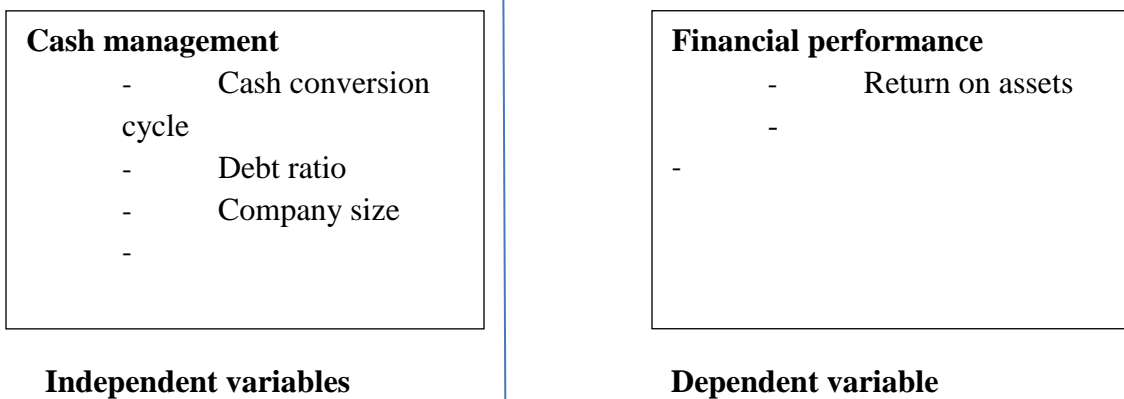 Cash management
- Cash conversion
cycle
- Debt ratio
- Company size
-
Independent variables
Financial performance
- Return on assets
-
-
Dependent variable